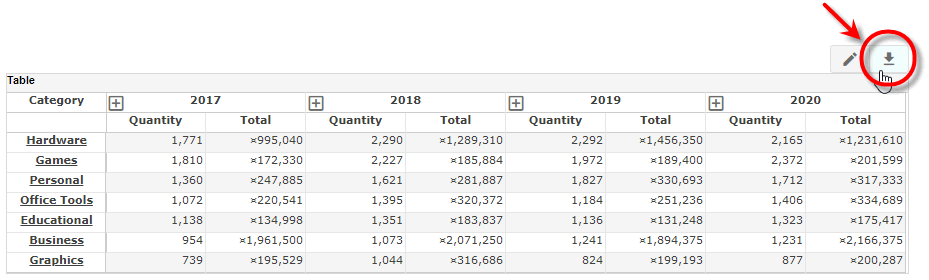 Table
Category 2017 2018 2019 2020
Quantity Total Quantity Total Quantity Total Quantity Total
Hardware 1,771 ¤995,040 2,290 ¤1,289,310 2,292 ¤1,456,350 2,165 ¤1,231,610
Games 1,810 ¤172,330 2,227 ¤185,884 1,972 ¤189,400 2,372 ¤201,599
Personal 1,360 ¤247,885 1,621 ¤281,887 1,827 ¤330,693 1,712 ¤317,333
Office Tools 1,072 ¤220,541 1,395 ¤320,372 1,184 ¤251,236 1,406 ¤334,689
Educational 1,138 ¤134,998 1,351 ¤183,837 1,136 ¤131,248 1,323 ¤175,417
Business 954 ¤1,961,500 1,073 ¤2,071,250 1,241 ¤1,894,375 1,231 ¤2,166,375
Graphics 739 ¤195,529 1,044 ¤316,686 824 ¤199,193 877 ¤200,287